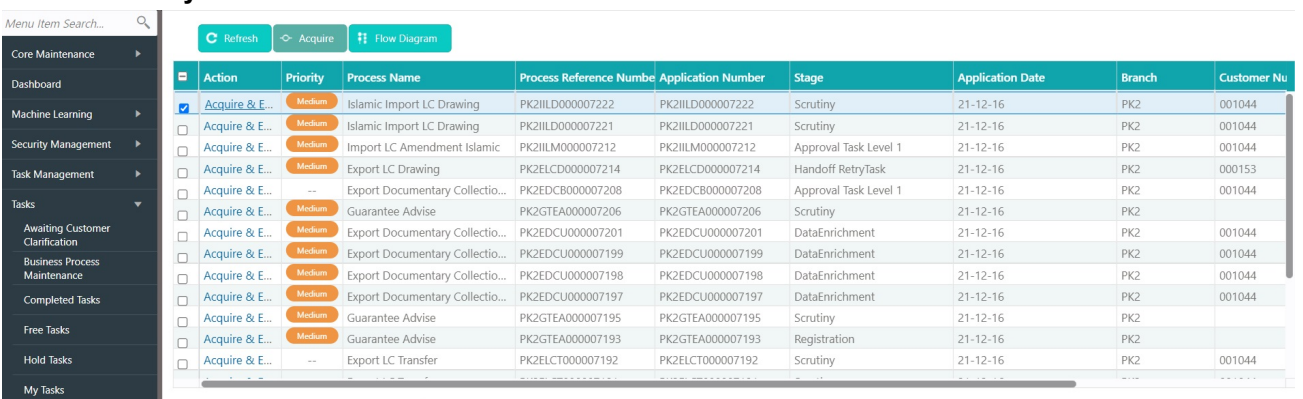 Menu Item Search...
Core Maintenance
Dashboard
Machine Learning
Security Management
Task Management
Tasks
Awaiting Customer
Clarification
Business Process
Maintenance
Completed Tasks
Free Tasks
Hold Tasks
My Tasks
Refresh Acquire Flow Diagram
Action Priority Process Name Process Reference Numbe Application Number Stage Application Date Branch Customer Nu
Acquire & E... Medium Islamic Import LC Drawing PK2IILD000007222 PK2IILD000007222 Scrutiny 21-12-16 PK2 001044
Acquire & E... Medium Islamic Import LC Drawing PK2IILD000007221 PK2IILD000007221 Scrutiny 21-12-16 PK2 001044
Acquire & E... Medium Import LC Amendment Islamic PK2IILM000007212 PK2IILM000007212 Approval Task Level 1 21-12-16 PK2 001044
Acquire & E... Medium Export LC Drawing PK2ELCD000007214 PK2ELCD000007214 Handoff RetryTask 21-12-16 PK2 000153
Acquire & E... -- Export Documentary Collectio... PK2EDCB000007208 PK2EDCB000007208 Approval Task Level 1 21-12-16 PK2 001044
Acquire & E... Medium Guarantee Advise PK2GTEA000007206 PK2GTEA000007206 Scrutiny 21-12-16 PK2
Acquire & E... Medium Export Documentary Collectio... PK2EDCU000007201 PK2EDCU000007201 DataEnrichment 21-12-16 PK2 001044
Acquire & E... Medium Export Documentary Collectio... PK2EDCU000007199 PK2EDCU000007199 DataEnrichment 21-12-16 PK2 001044
Acquire & E... Medium Export Documentary Collectio... PK2EDCU000007198 PK2EDCU000007198 DataEnrichment 21-12-16 PK2 001044
Acquire & E... Medium Export Documentary Collectio... PK2EDCU000007197 PK2EDCU000007197 DataEnrichment 21-12-16 PK2 001044
Acquire & E... Medium Guarantee Advise PK2GTEA000007195 PK2GTEA000007195 Scrutiny 21-12-16 PK2
Acquire & E... Medium Guarantee Advise PK2GTEA000007193 PK2GTEA000007193 Registration 21-12-16 PK2
Acquire & E... -- Export LC Transfer PK2ELCT000007192 PK2ELCT000007192 Scrutiny 21-12-16 PK2 001044